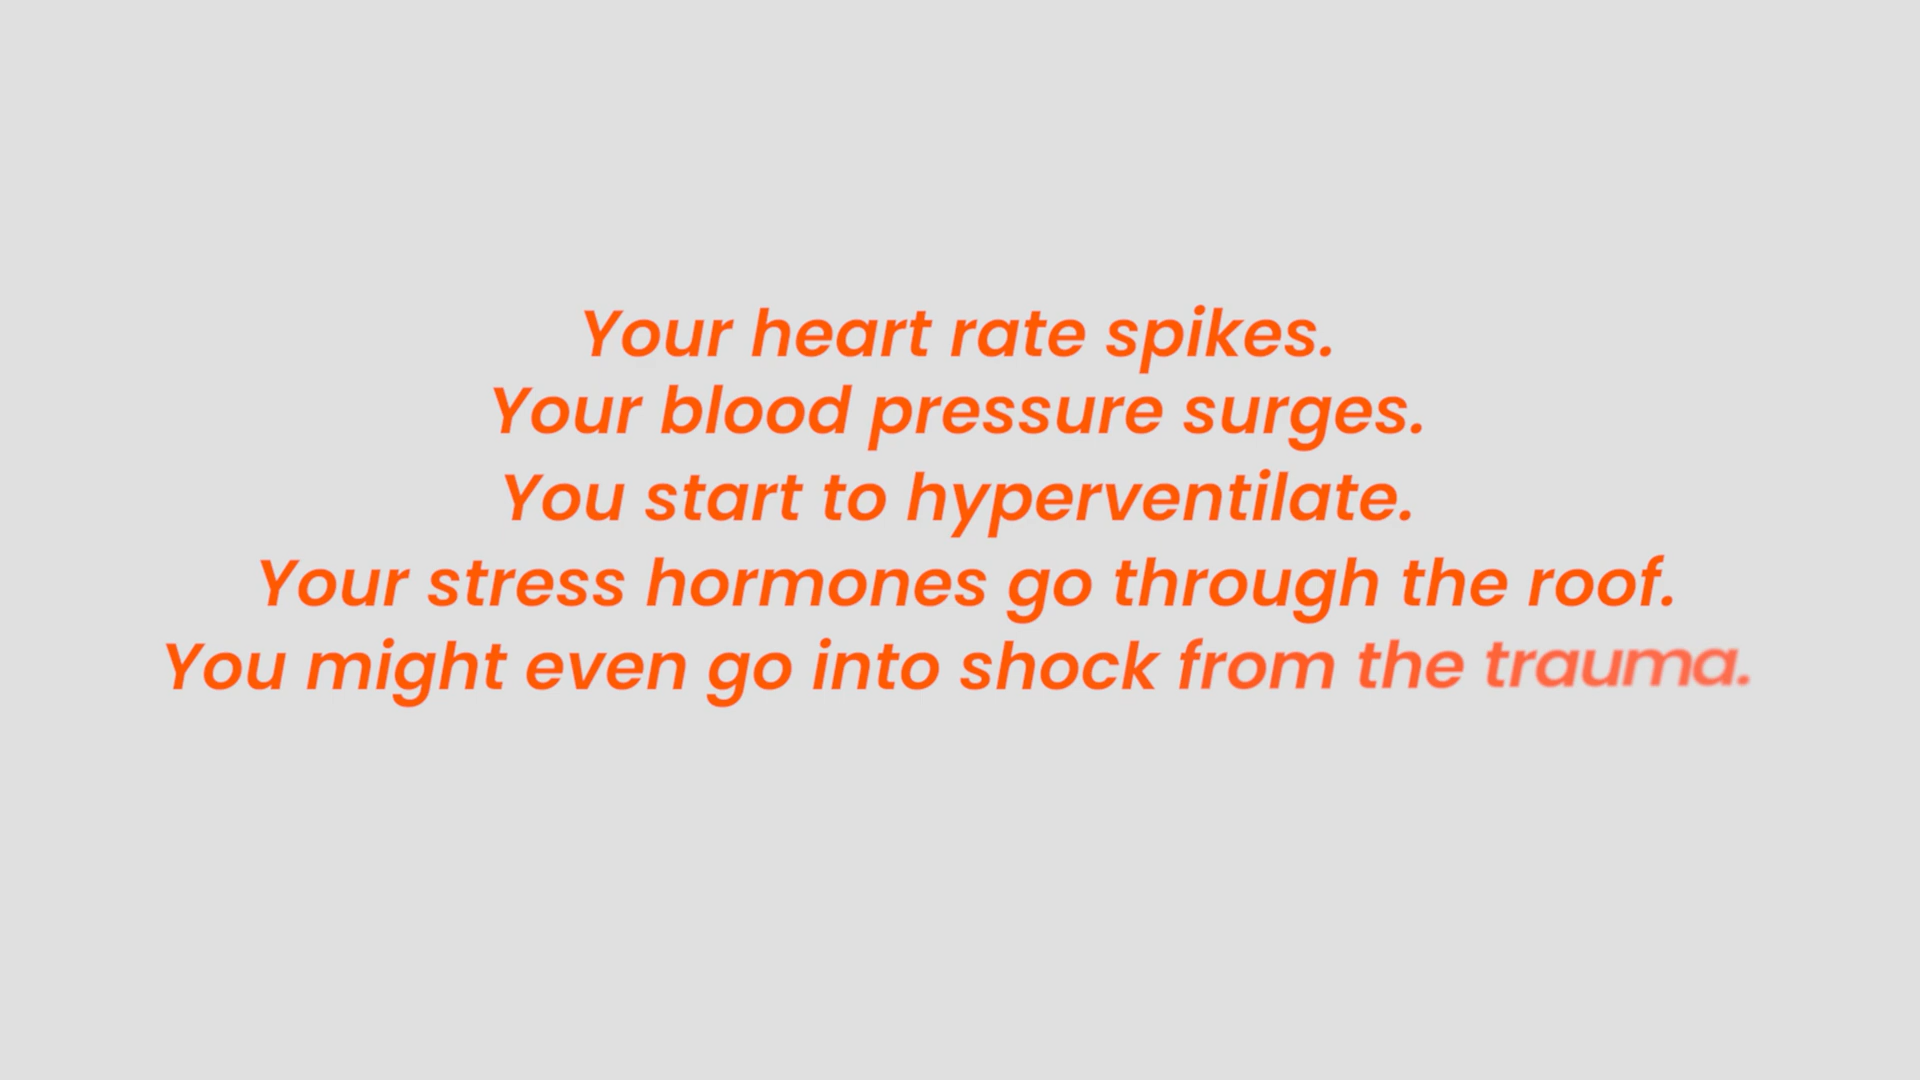 Your heart rate spikes.
Your blood pressure surges.
You start to hyperventilate.
Your stress hormones go through the roof.
You might even go into shock from the trauma.